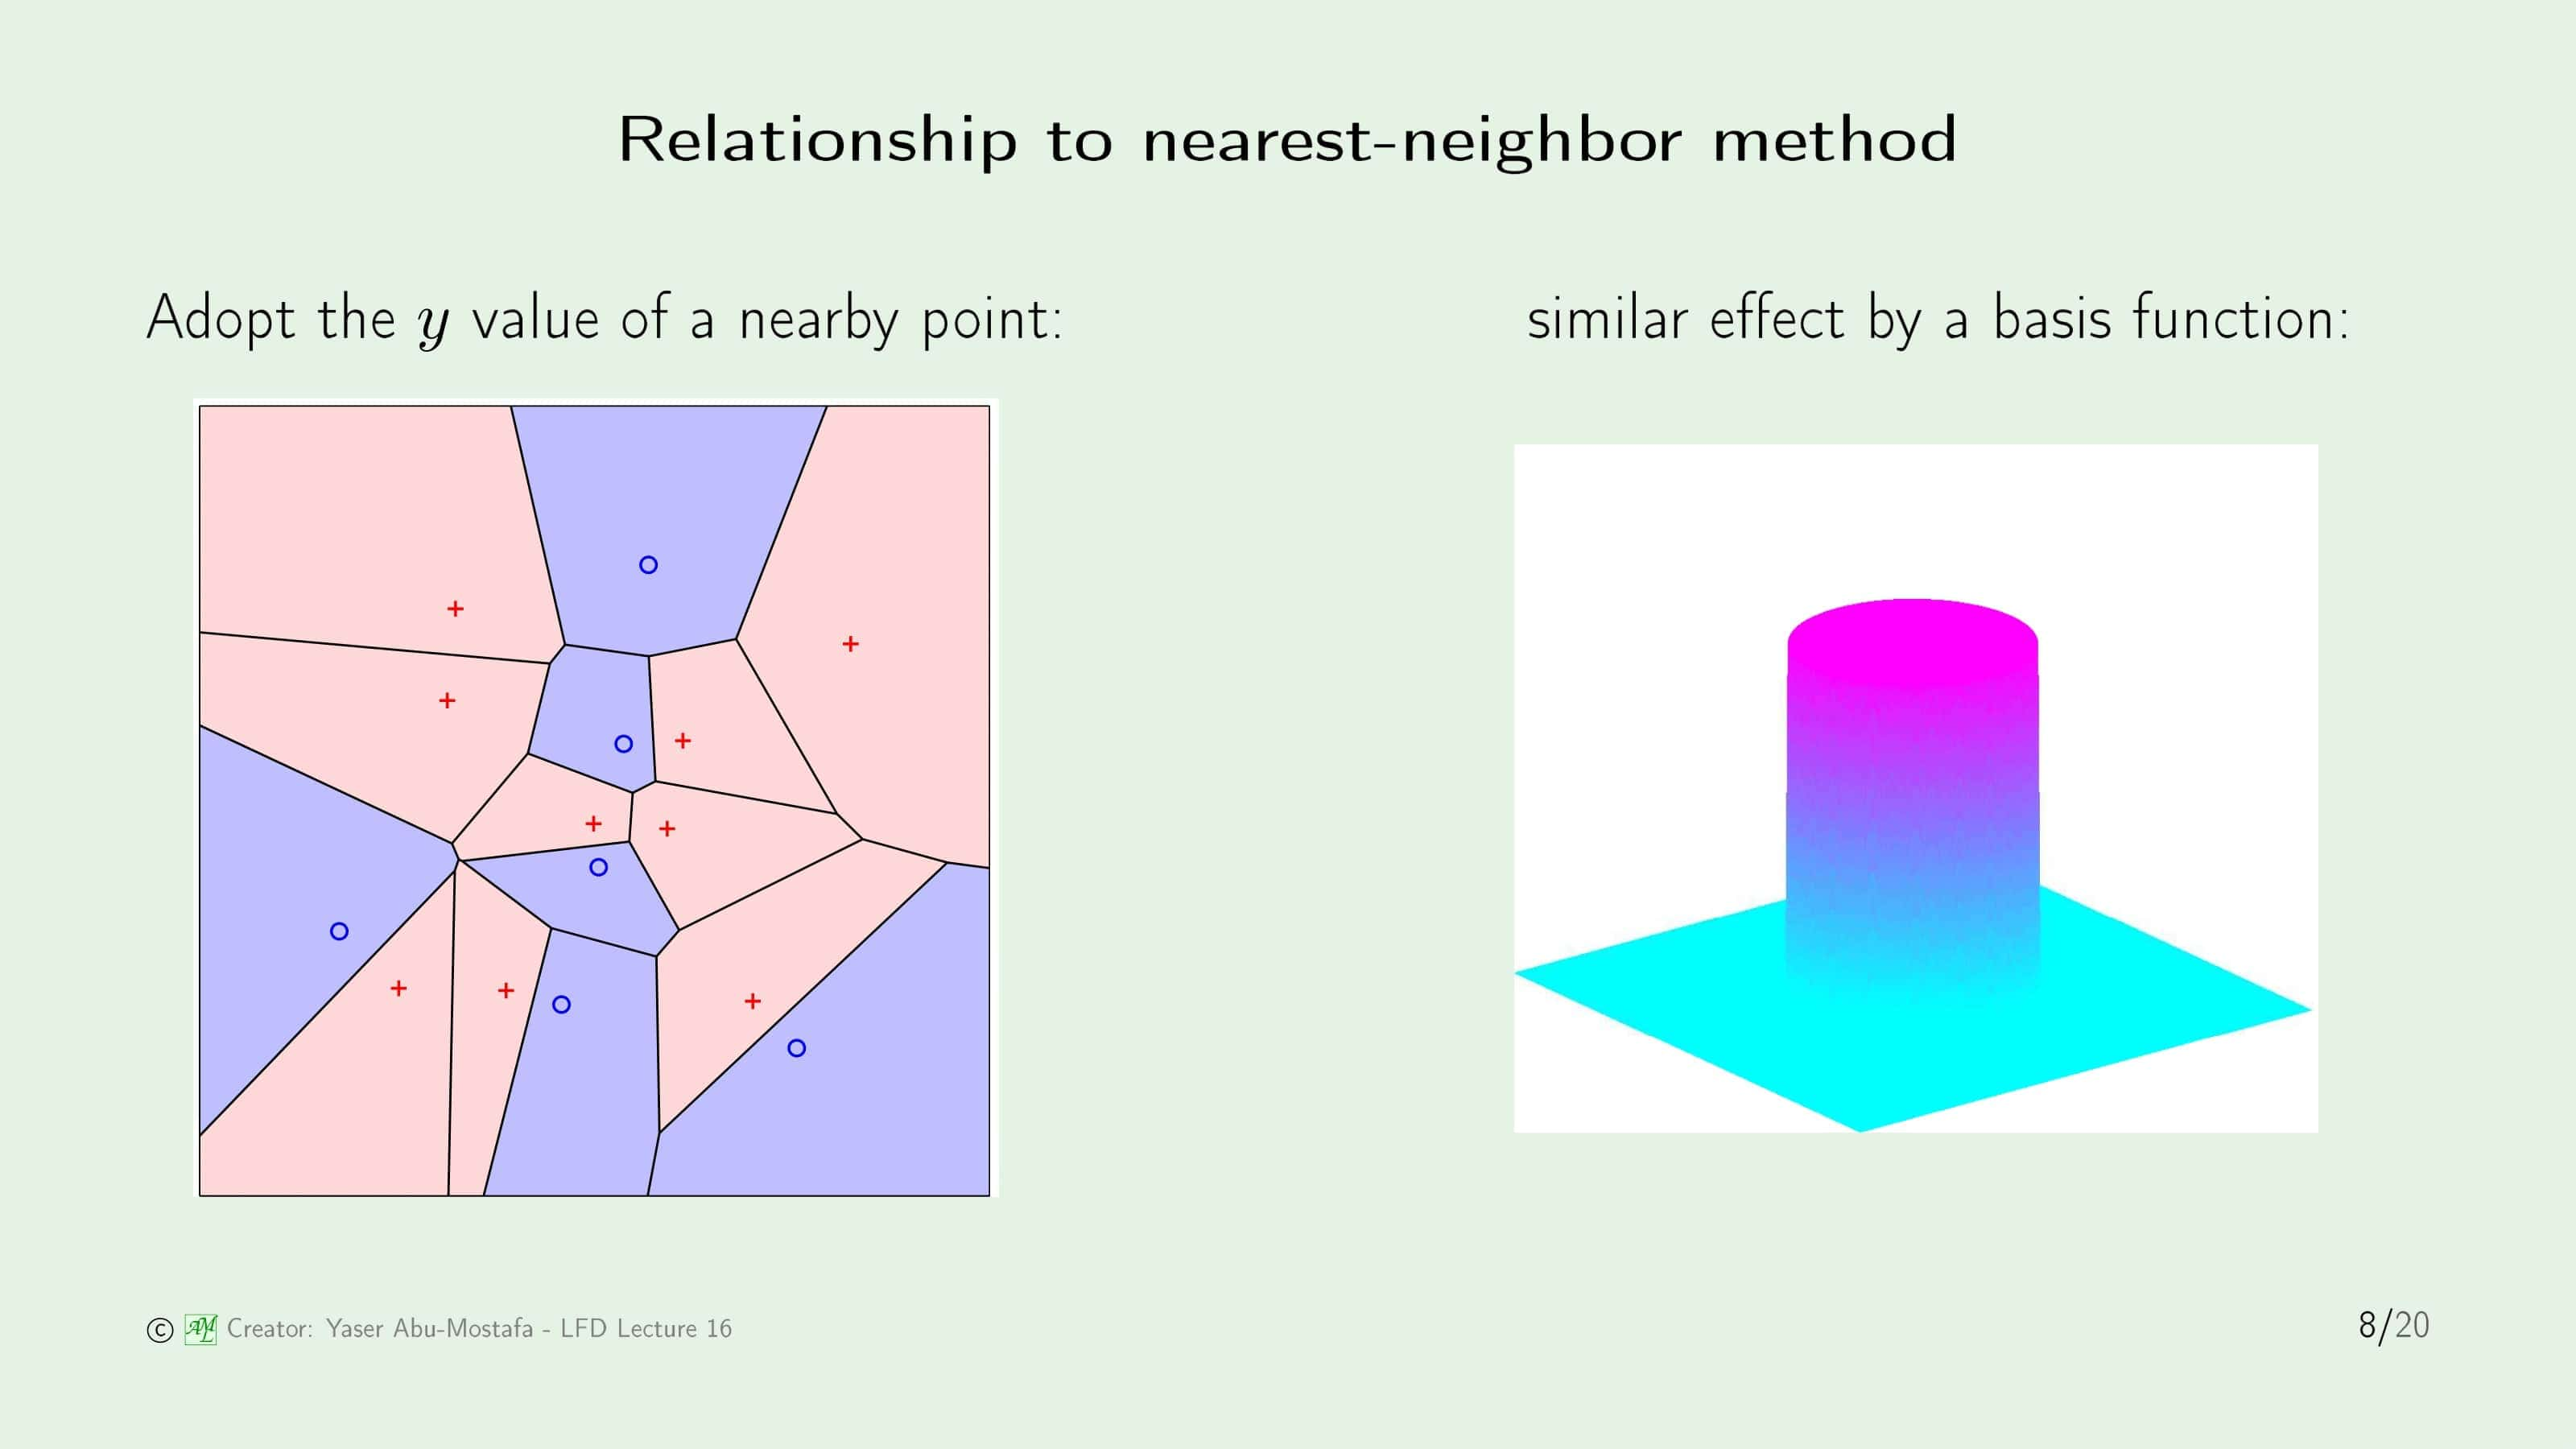 Relationship to nearest-neighbor method
Adopt the y value of a nearby point:
similar effect by a basis function:
© AML Creator: Yaser Abu-Mostafa - LFD Lecture 16
8/20